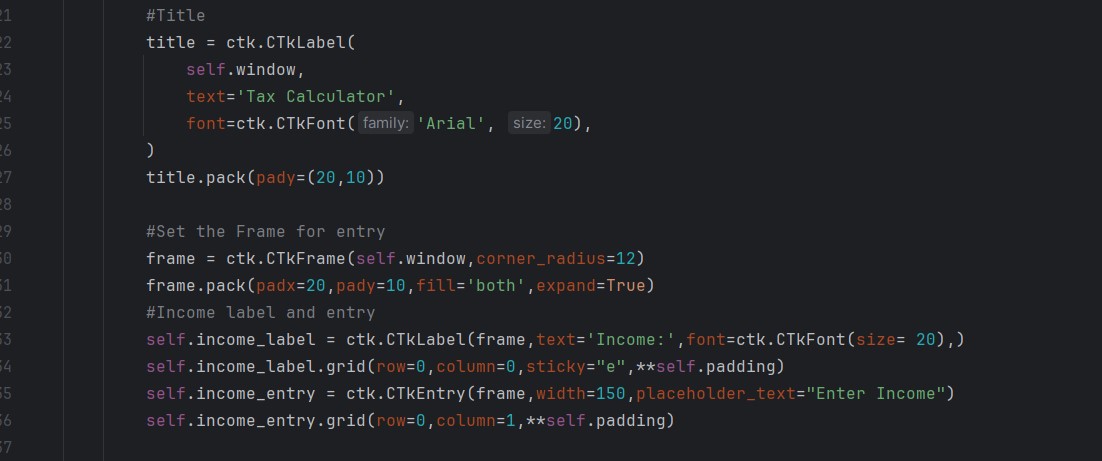 21 #Title
22 title = ctk.CTkLabel(
23 self.window,
24 text='Tax Calculator',
25 font=ctk.CTkFont( family: 'Arial', size: 20),
26 )
27 title.pack(pady=(20,10))
28
29 #Set the Frame for entry
30 frame = ctk.CTkFrame(self.window,corner_radius=12)
31 frame.pack(padx=20,pady=10,fill='both',expand=True)
32 #Income label and entry
33 self.income_label = ctk.CTkLabel(frame,text='Income:',font=ctk.CTkFont(size= 20),)
34 self.income_label.grid(row=0,column=0,sticky="e",**self.padding)
35 self.income_entry = ctk.CTkEntry(frame,width=150,placeholder_text="Enter Income")
36 self.income_entry.grid(row=0,column=1,**self.padding)
37